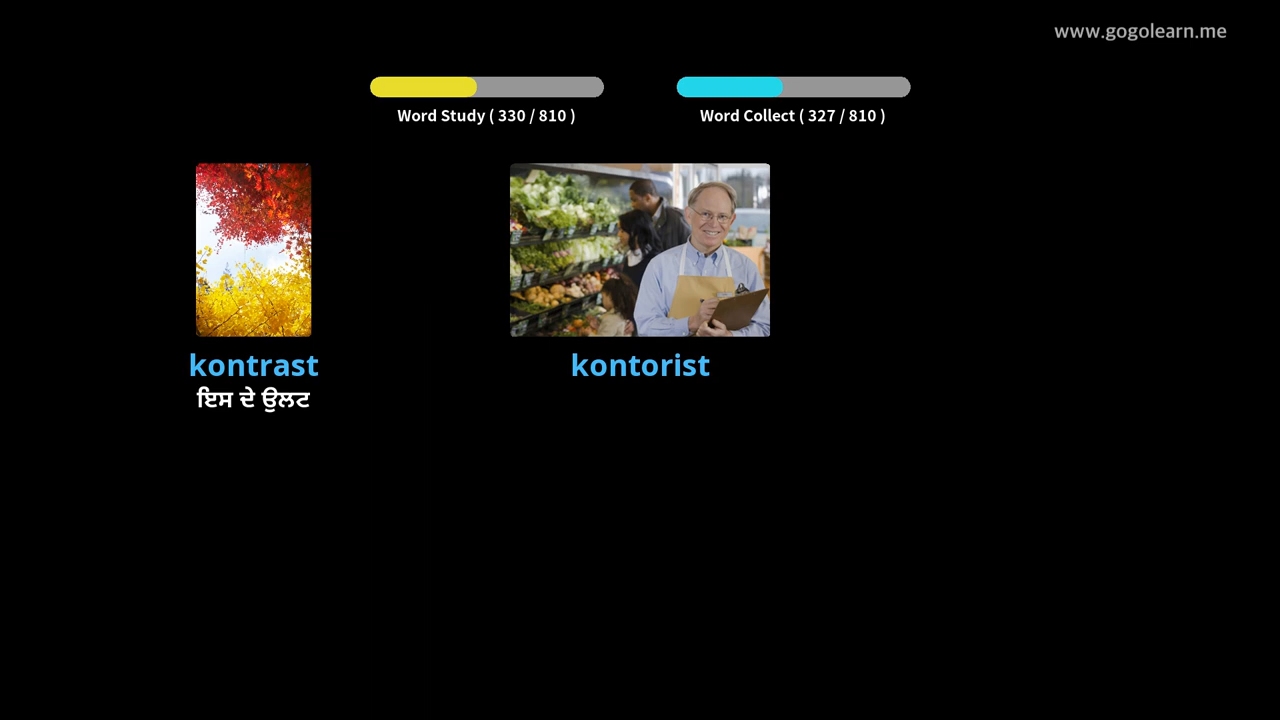 www.gogolearn.me
Word Study ( 330 / 810 )
Word Collect ( 327 / 810 )
kontrast
ਇਸ ਦੇ ਉਲਟ
kontorist